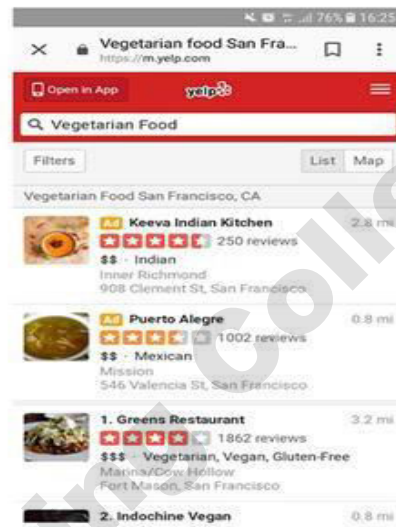 76% 16:25
Vegetarian food San Fra...
https://m.yelp.com
Open in App
yelp
Vegetarian Food
Filters
List Map
Vegetarian Food San Francisco, CA
Ad Keeva Indian Kitchen 2.8 mi
250 reviews
$$ · Indian
Inner Richmond
908 Clement St, San Francisco
Ad Puerto Alegre 0.8 mi
1002 reviews
$$ · Mexican
Mission
546 Valencia St, San Francisco
1. Greens Restaurant 3.2 mi
1862 reviews
$$$ · Vegetarian, Vegan, Gluten-Free
Marina/Cow Hollow
Fort Mason, San Francisco
2. Indochine Vegan 0.8 mi